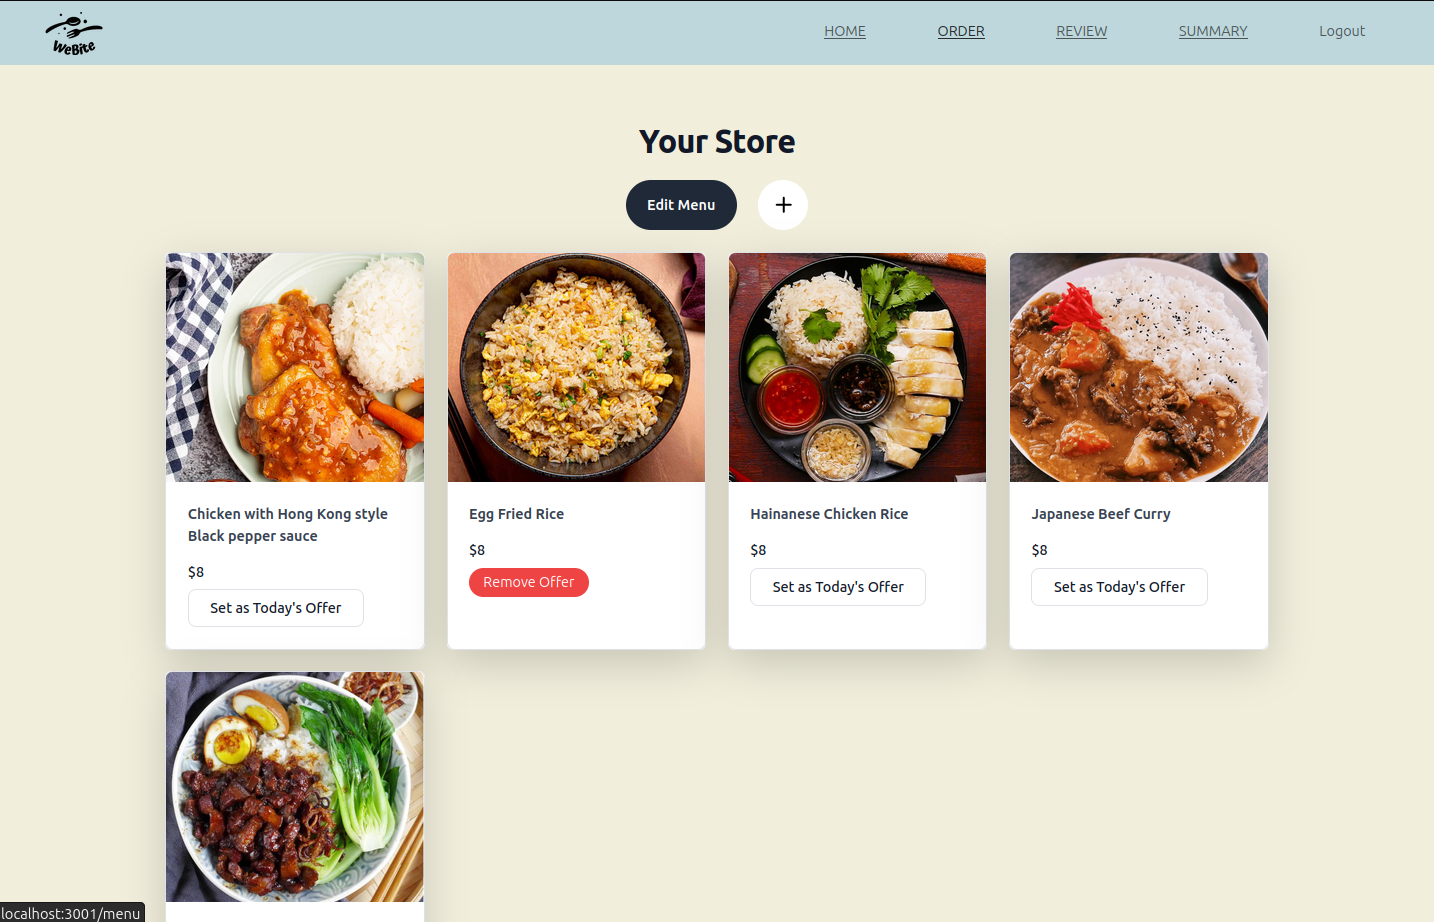 WeBite
HOME
ORDER
REVIEW
SUMMARY
Logout
Your Store
Edit Menu
+
Chicken with Hong Kong style
Black pepper sauce
$8
Set as Today's Offer
Egg Fried Rice
$8
Remove Offer
Hainanese Chicken Rice
$8
Set as Today's Offer
Japanese Beef Curry
$8
Set as Today's Offer
localhost:3001/menu